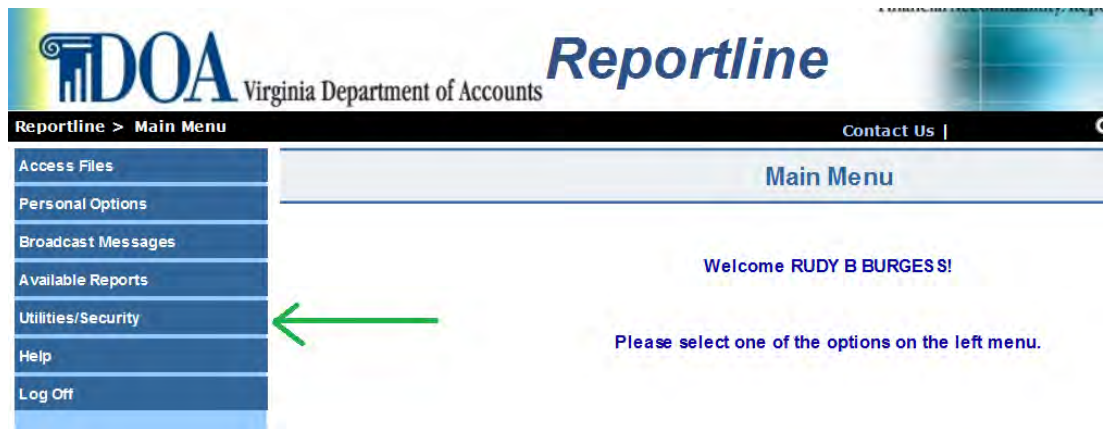 DOA Virginia Department of Accounts
Reportline
Reportline > Main Menu
Contact Us |
Access Files
Personal Options
Broadcast Messages
Available Reports
Utilities/Security
Help
Log Off
Main Menu
Welcome RUDY B BURGESS!
Please select one of the options on the left menu.